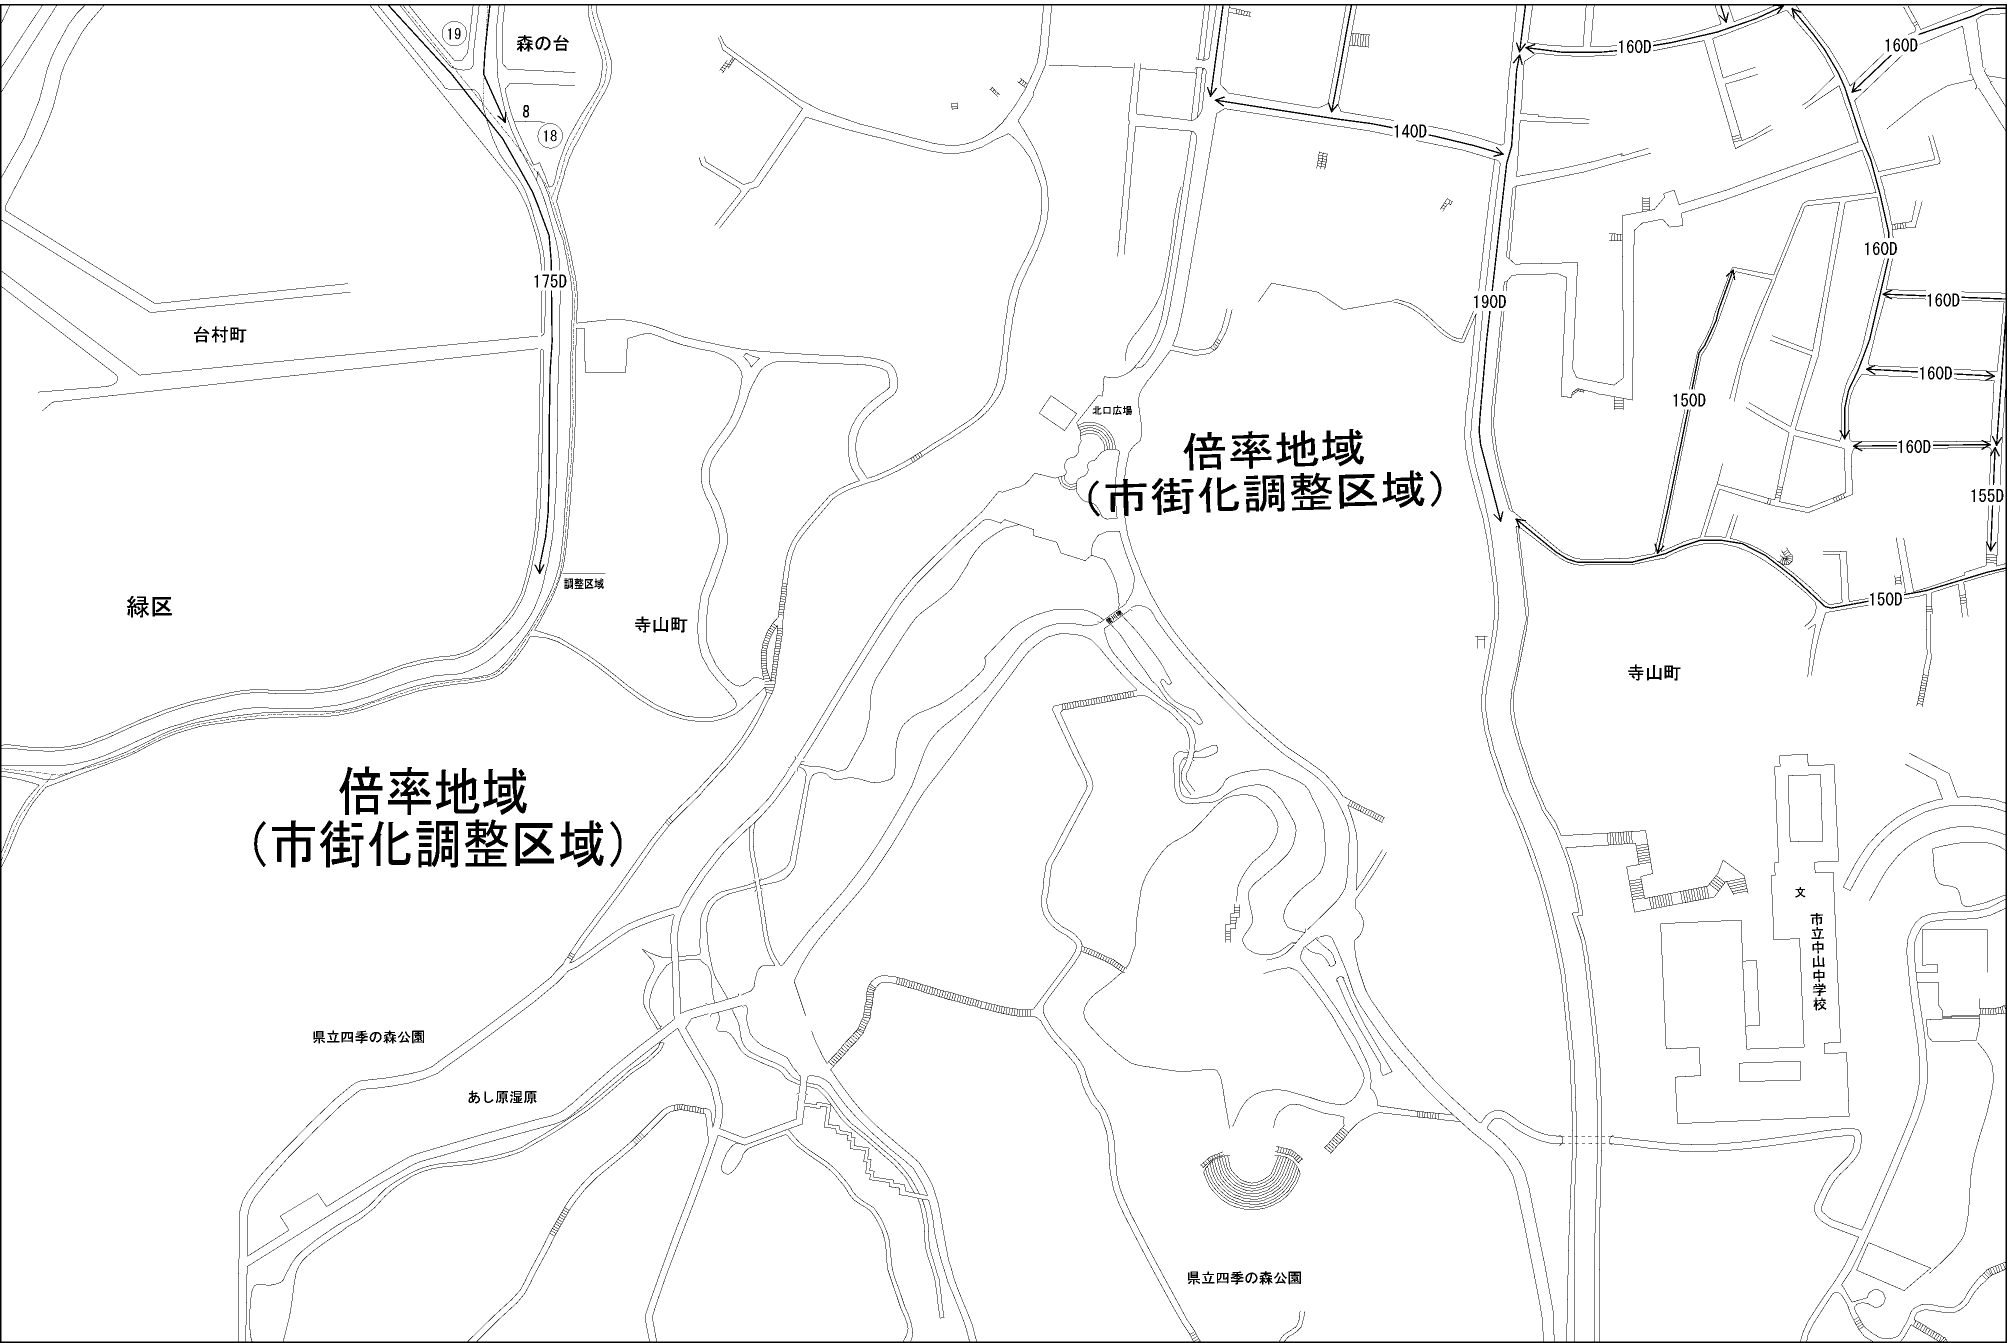 19
森の台
160D
160D
8
18
140D
160D
175D
190D
160D
台村町
160D
150D
北口広場
倍率地域
（市街化調整区域）
160D
155D
調整区域
150D
緑区
寺山町
寺山町
倍率地域
（市街化調整区域）
文
市立中山中学校
県立四季の森公園
あし原湿原
県立四季の森公園